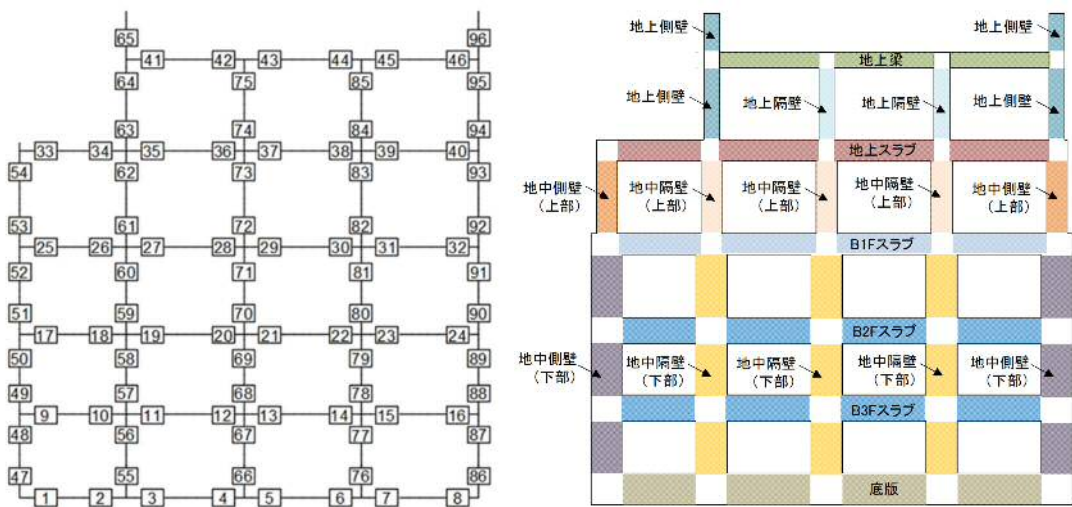 65 96
41 42 43 44 45 46
64 75 85 95
63 74 84 94
33 34 35 36 37 38 39 40
54 62 73 83 93
53 61 72 82 92
25 26 27 28 29 30 31 32
52 60 71 81 91
51 59 70 80 90
17 18 19 20 21 22 23 24
50 58 69 79 89
49 57 68 78 88
9 10 11 12 13 14 15 16
48 56 67 77 87
47 55 66 76 86
1 2 3 4 5 6 7 8
地上側壁 地上側壁
地上梁
地上側壁 地上隔壁 地上隔壁 地上側壁
地上スラブ
地中側壁 地中隔壁 地中隔壁 地中隔壁 地中側壁
(上部) (上部) (上部) (上部) (上部)
B1Fスラブ
B2Fスラブ
地中側壁 地中隔壁 地中隔壁 地中隔壁 地中側壁
(下部) (下部) (下部) (下部) (下部)
B3Fスラブ
底版